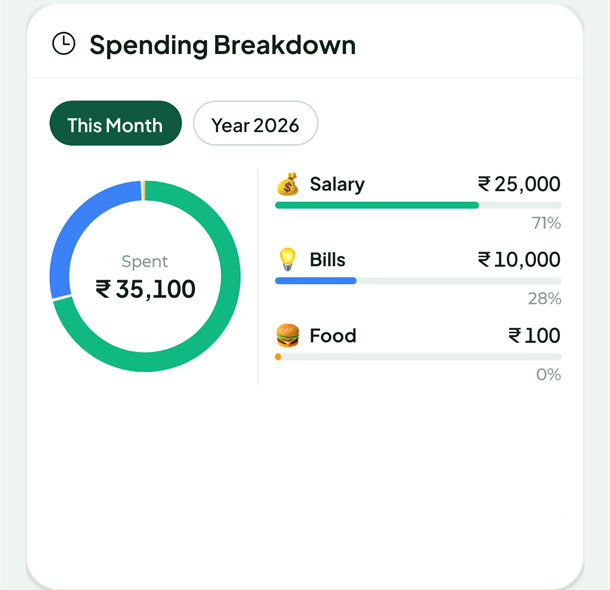 Spending Breakdown
This Month
Year 2026
Spent
₹ 35,100
Salary ₹ 25,000
71%
Bills ₹ 10,000
28%
Food ₹ 100
0%